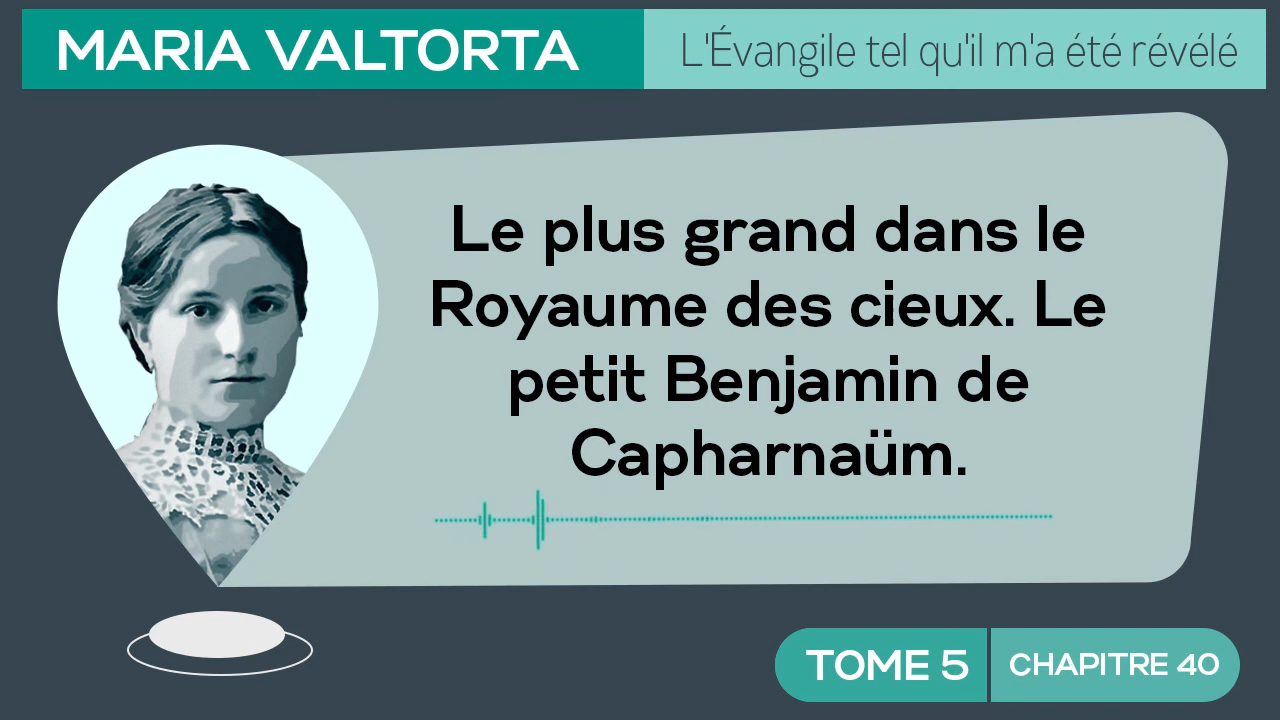 MARIA VALTORTA
L'Évangile tel qu'il m'a été révélé
Le plus grand dans le
Royaume des cieux. Le
petit Benjamin de
Capharnaüm.
TOME 5
CHAPITRE 40